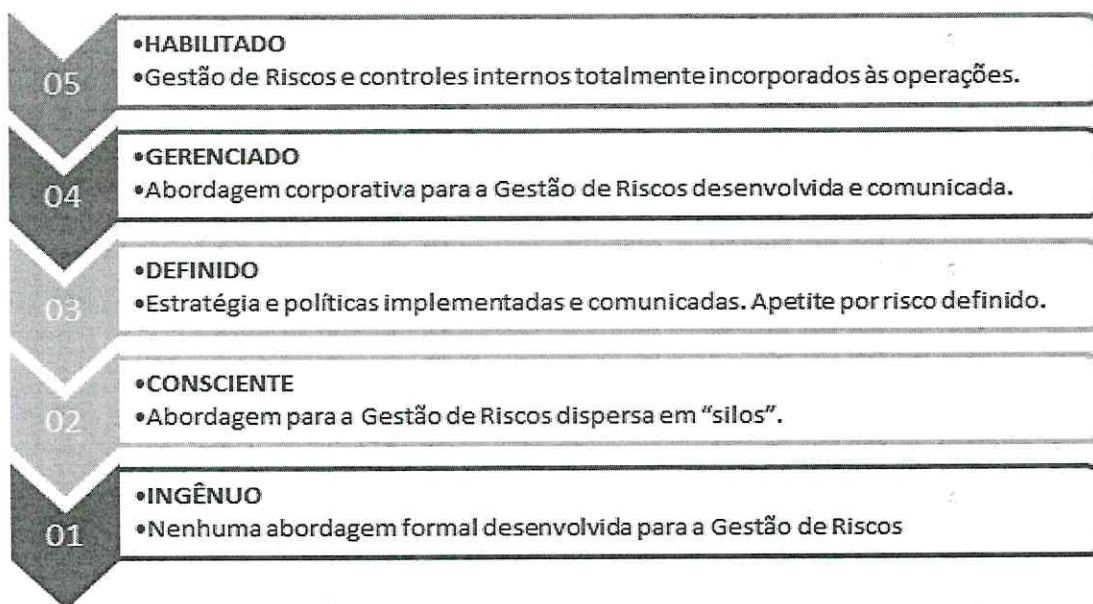 05
•HABILITADO
•Gestão de Riscos e controles internos totalmente incorporados às operações.
04
•GERENCIADO
•Abordagem corporativa para a Gestão de Riscos desenvolvida e comunicada.
03
•DEFINIDO
•Estratégia e políticas implementadas e comunicadas. Apetite por risco definido.
02
•CONSCIENTE
•Abordagem para a Gestão de Riscos dispersa em “silos”.
01
•INGÊNUO
•Nenhuma abordagem formal desenvolvida para a Gestão de Riscos